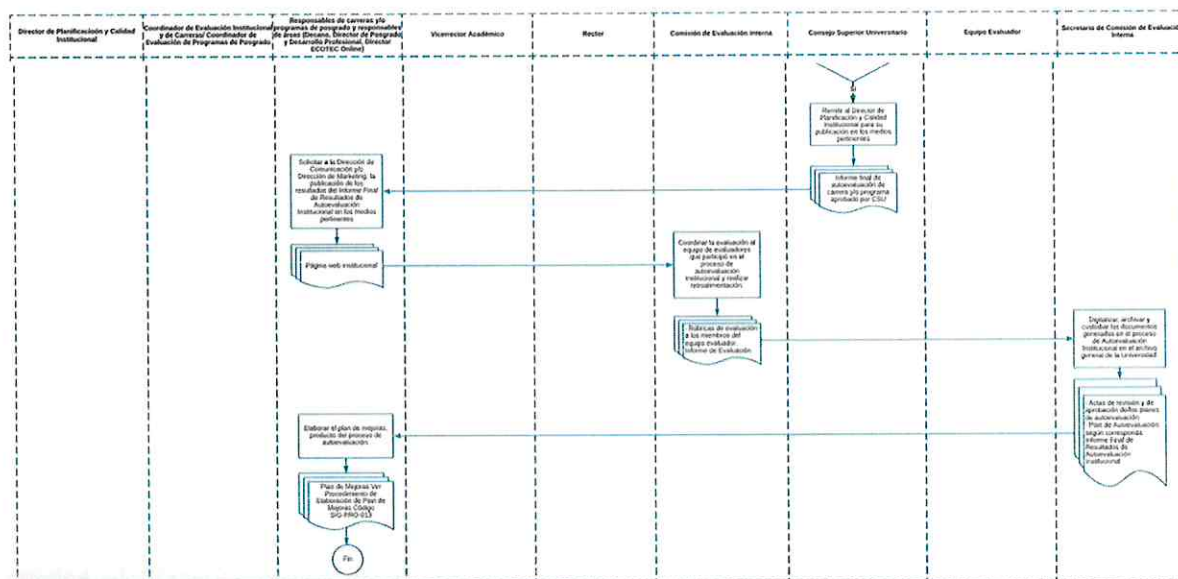 Director de Planificación y Calidad
Institucional
Coordinador de Evaluación Institucional
y de Carreras/ Coordinador de
Evaluación de Programas de Posgrado
Responsables de carreras y/o
programas de posgrado y responsables
de áreas (Decano, Director de Posgrado
y Desarrollo Profesional, Director
ECOTEC Online)
Vicerrector Académico
Rector
Comisión de Evaluación Interna
Consejo Superior Universitario
Equipo Evaluador
Secretaria de Comisión de Evaluación
Interna
Si
Remitir al Director de
Planificación y Calidad
Institucional para su
publicación en los medios
pertinentes
Informe final de
autoevaluación de
carrera y/o programa
aprobado por CSU
Solicitar a la Dirección de
Comunicación y/o
Dirección de Marketing, la
publicación de los
resultados del Informe Final
de Resultados de
Autoevaluación
Institucional en los medios
pertinentes
Página web institucional
Coordinar la evaluación al
equipo de evaluadores
que participó en el
proceso de
autoevaluación
Institucional y realizar
retroalimentación.
Rúbricas de evaluación
a los miembros del
equipo evaluador.
Informe de Evaluación.
Digitalizar, archivar y
custodiar los documentos
generados en el proceso
de Autoevaluación
Institucional en el archivo
general de la Universidad
Actas de revisión y de
aprobación de/los planes
de autoevaluación
Plan de Autoevaluación
según corresponda
Informe Final de
Resultados de
Autoevaluación
institucional
Elaborar el plan de mejoras,
producto del proceso de
autoevaluación
Plan de Mejoras Ver
Procedimiento de
Elaboración de Plan de
Mejoras Código
SIG-PRO-013
Fin